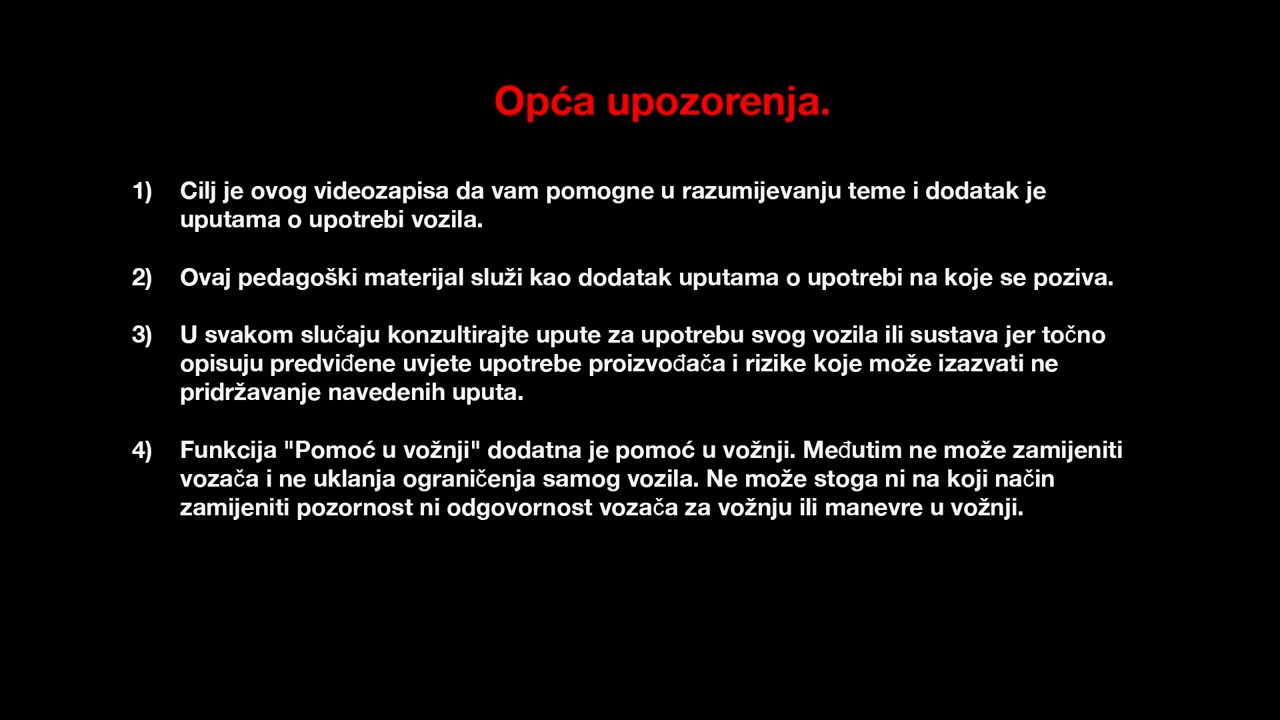 Opća upozorenja.
1) Cilj je ovog videozapisa da vam pomogne u razumijevanju teme i dodatak je
uputama o upotrebi vozila.
2) Ovaj pedagoški materijal služi kao dodatak uputama o upotrebi na koje se poziva.
3) U svakom slučaju konzultirajte upute za upotrebu svog vozila ili sustava jer točno
opisuju predviđene uvjete upotrebe proizvođača i rizike koje može izazvati ne
pridržavanje navedenih uputa.
4) Funkcija "Pomoć u vožnji" dodatna je pomoć u vožnji. Međutim ne može zamijeniti
vozača i ne uklanja ograničenja samog vozila. Ne može stoga ni na koji način
zamijeniti pozornost ni odgovornost vozača za vožnju ili manevre u vožnji.